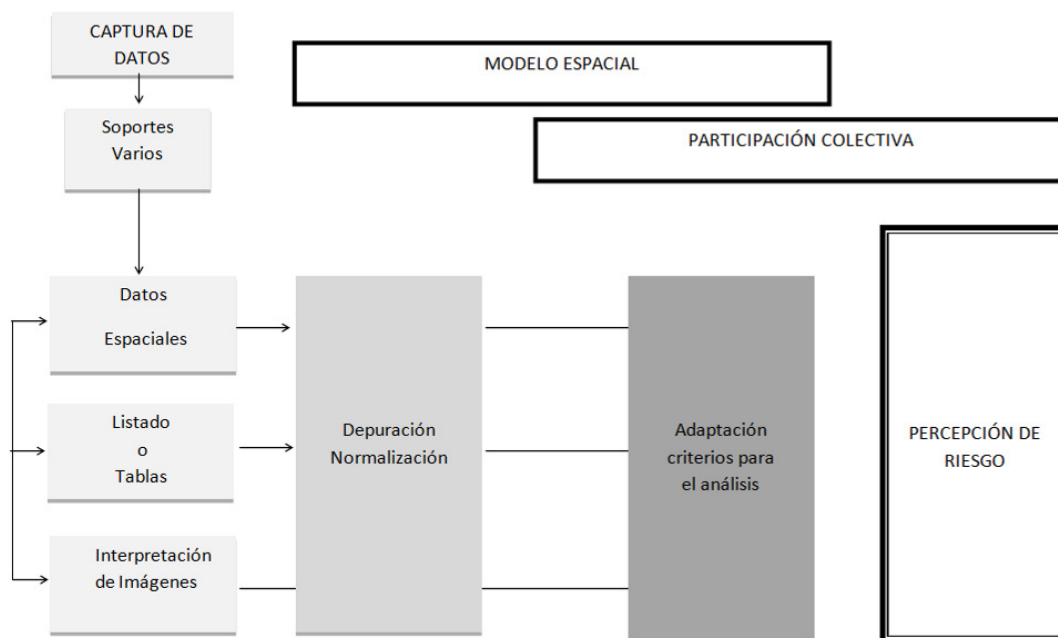 CAPTURA DE
DATOS
MODELO ESPACIAL
Soportes
Varios
PARTICIPACIÓN COLECTIVA
Datos
Espaciales
Listado
o
Tablas
Interpretación
de Imágenes
Depuración
Normalización
Adaptación
criterios para
el análisis
PERCEPCIÓN DE
RIESGO